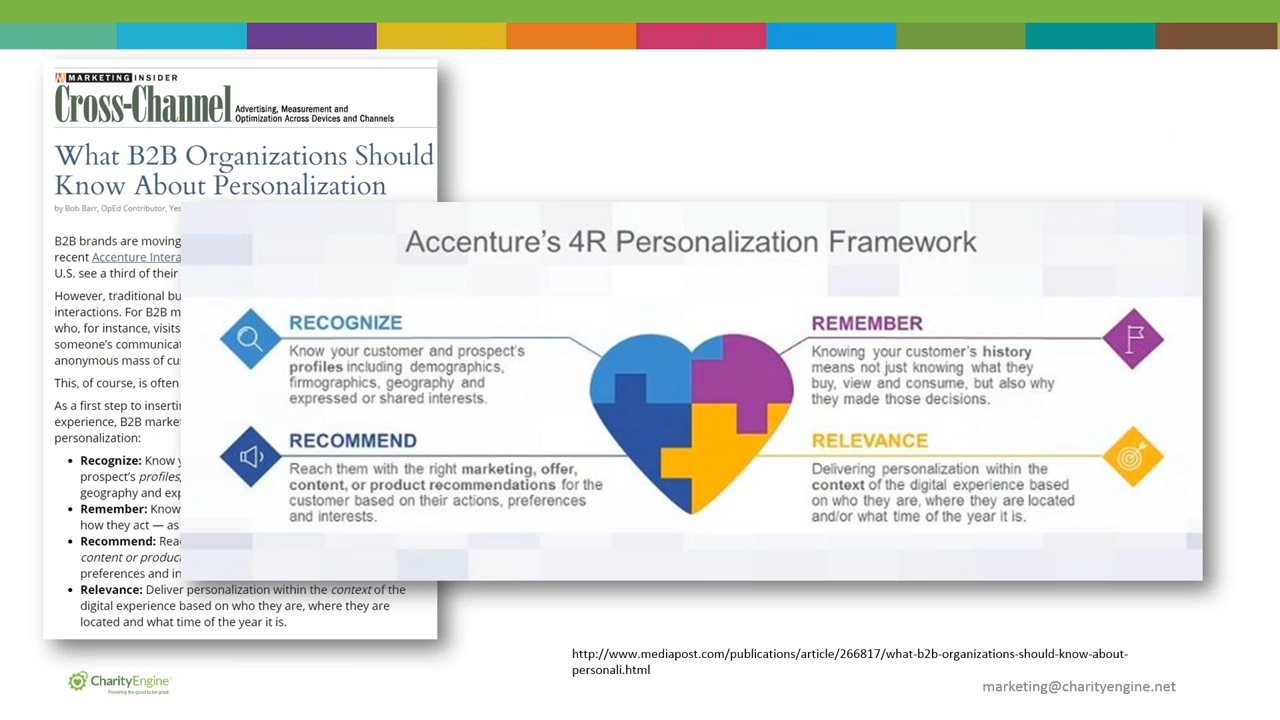 MARKETING INSIDER
Cross-Channel
Advertising, Measurement and
Optimization Across Devices and Channels
What B2B Organizations Should
Know About Personalization
by Bob Barr, OpEd Contributor,
B2B brands are moving
recent Accenture
U.S. see a third of their
However, traditional
interactions. For B2B
who, for instance, visits
someone's
anonymous mass of
This, of course, is often
As a first step to
experience, B2B
personalization:
• Recognize: Know
prospect's profiles,
geography and
• Remember: Know
how they act — as
• Recommend:
content or
preferences and
• Relevance: Deliver personalization within the context of the
digital experience based on who they are, where they are
located and what time of the year it is.
Accenture's 4R Personalization Framework
RECOGNIZE
Know your customer and prospect's
profiles including demographics,
firmographics, geography and
expressed or shared interests.
REMEMBER
Knowing your customer's history
means not just knowing what they
buy, view and consume, but also why
they made those decisions.
RECOMMEND
Reach them with the right marketing, offer,
content, or product recommendations for the
customer based on their actions, preferences
and interests.
RELEVANCE
Delivering personalization within the
context of the digital experience based
on who they are, where they are located
and/or what time of the year it is.
http://www.mediapost.com/publications/article/266817/what-b2b-organizations-should-know-about-
personali.html
CharityEngine
Powering the good to be great.
marketing@charityengine.net